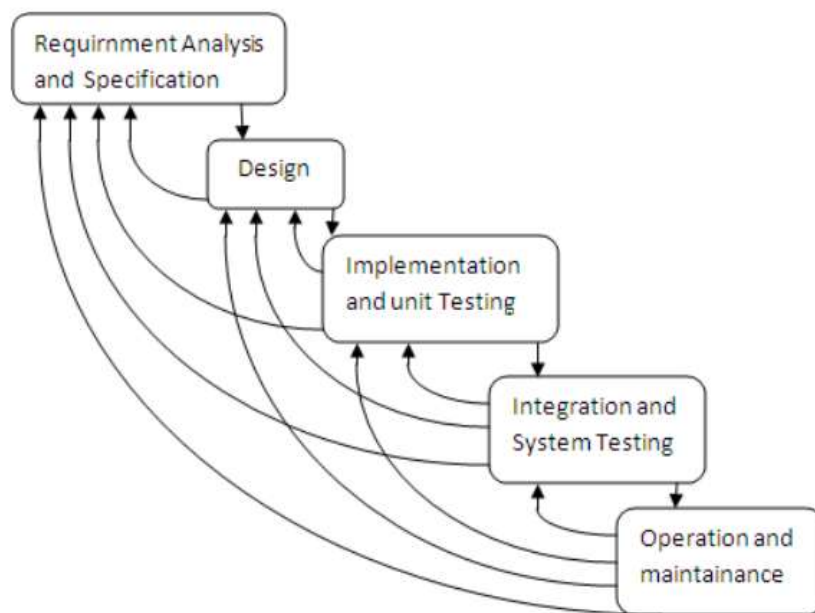 Requirnment Analysis
and Specification
Design
Implementation
and unit Testing
Integration and
System Testing
Operation and
maintainance